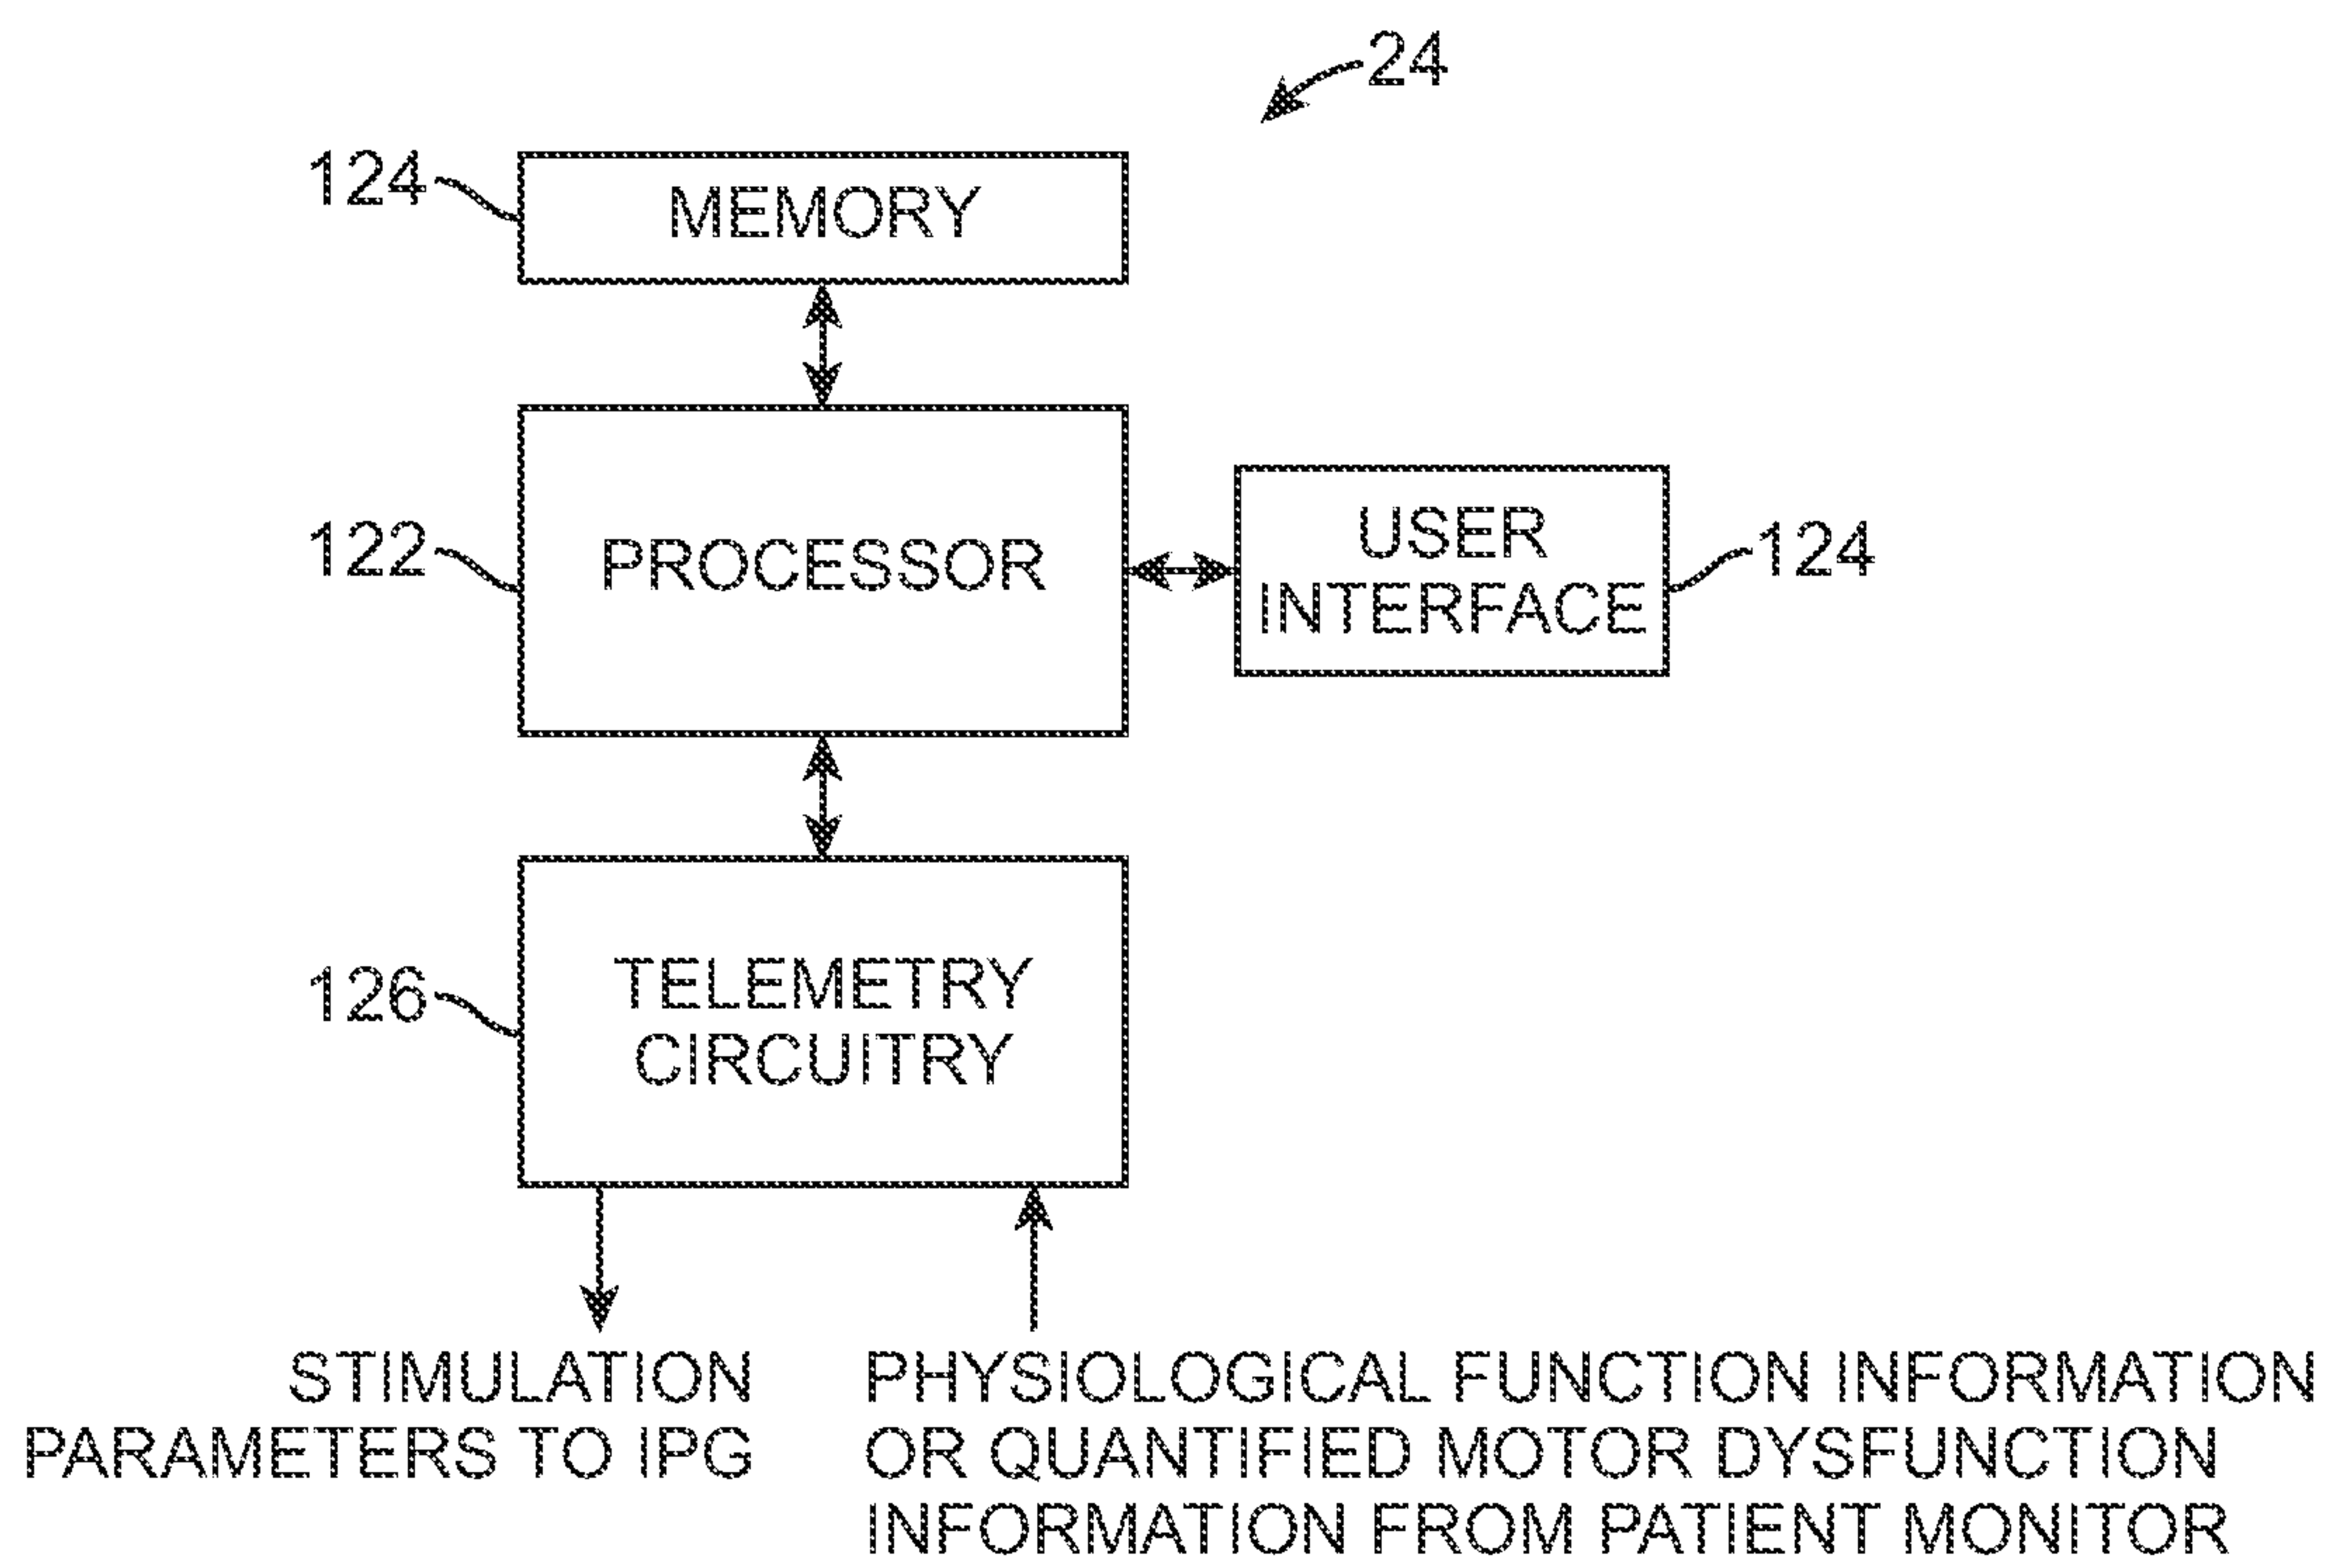 24
124
MEMORY
122
PROCESSOR
USER
INTERFACE
124
126
TELEMETRY
CIRCUITRY
STIMULATION
PARAMETERS TO IPG
PHYSIOLOGICAL FUNCTION INFORMATION
OR QUANTIFIED MOTOR DYSFUNCTION
INFORMATION FROM PATIENT MONITOR